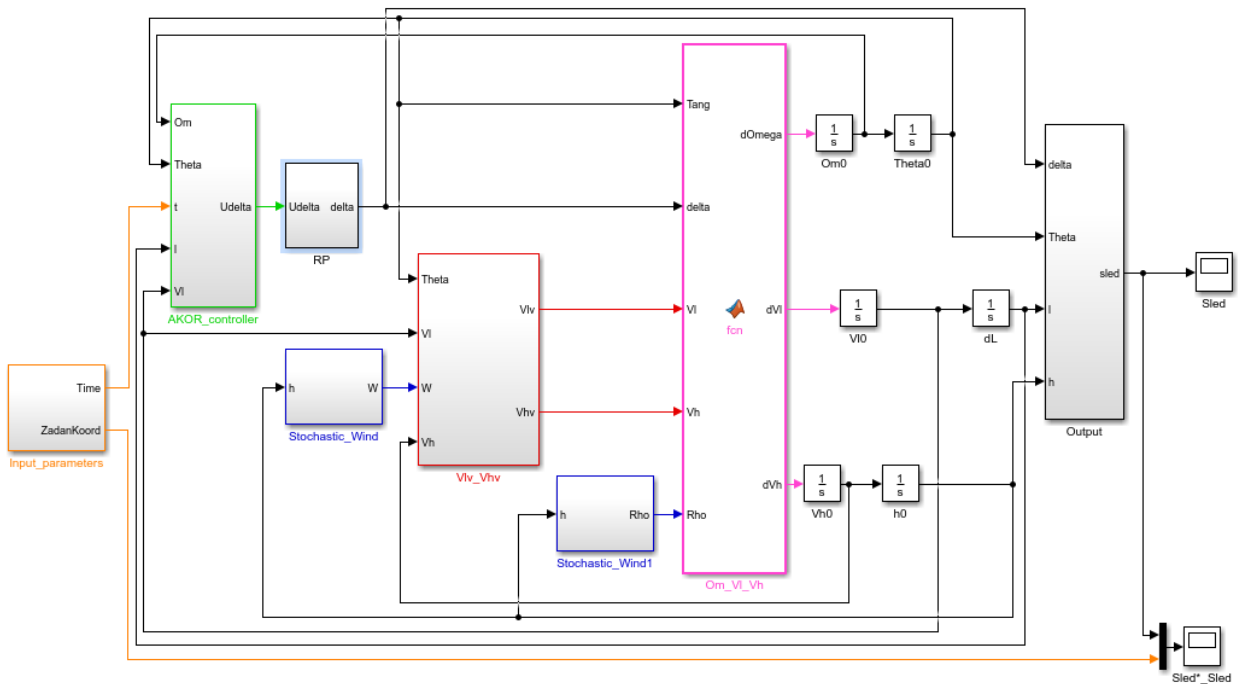 Om
Theta
t
l
Vl
Udelta
AKOR_controller
Udelta
delta
RP
Time
ZadanKoord
Input_parameters
h
W
Stochastic_Wind
Theta
Vl
W
Vh
Vlv
Vhv
Vlv_Vhv
h
Rho
Stochastic_Wind1
Tang
delta
Vl
Vh
Rho
fcn
dOmega
dVl
dVh
Om_Vl_Vh
1
s
Om0
1
s
Theta0
1
s
Vl0
1
s
dL
1
s
Vh0
1
s
h0
delta
Theta
l
h
sled
Output
Sled
Sled*_Sled